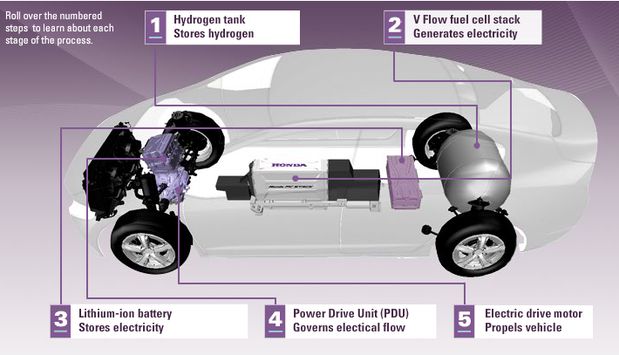 Roll over the numbered
steps to learn about each
stage of the process.
1
Hydrogen tank
Stores hydrogen
2
V Flow fuel cell stack
Generates electricity
HONDA
FC STACK
3
Lithium-ion battery
Stores electricity
4
Power Drive Unit (PDU)
Governs electical flow
5
Electric drive motor
Propels vehicle